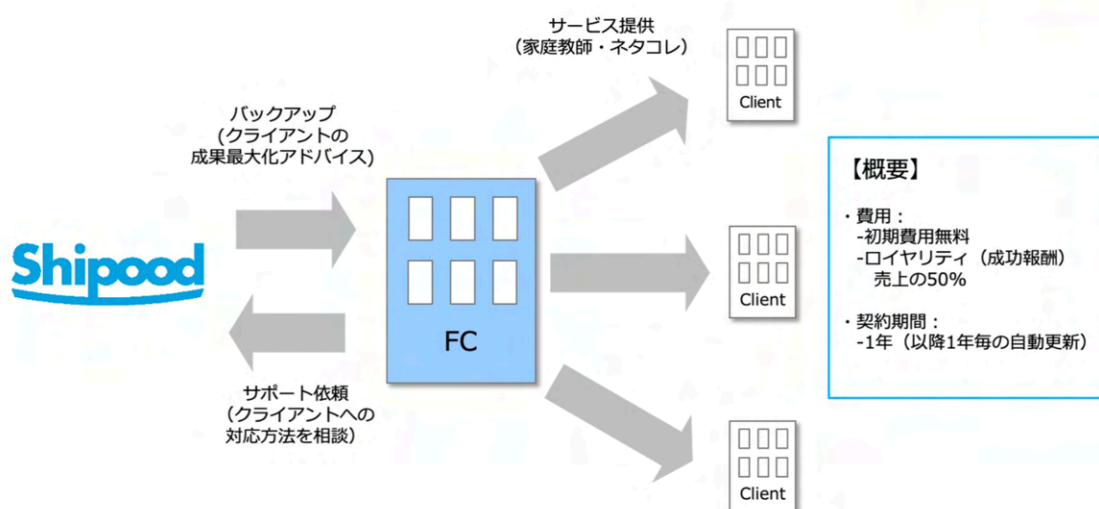 サービス提供
（家庭教師・ネタコレ）
Client
バックアップ
(クライアントの
成果最大化アドバイス)
Shipood
FC
サポート依頼
（クライアントへの
対応方法を相談）
Client
Client
【概要】
・費用：
-初期費用無料
-ロイヤリティ（成功報酬）
売上の50%
・契約期間：
-1年（以降1年毎の自動更新）